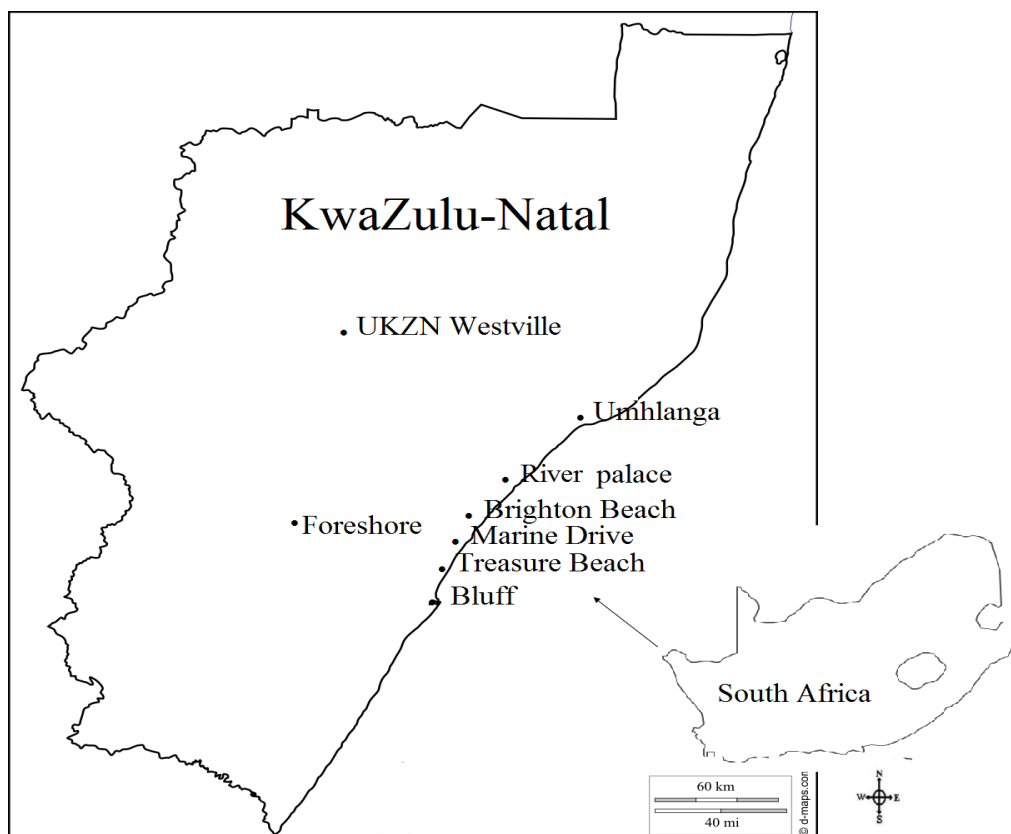 KwaZulu-Natal
UKZN Westville
Umhlanga
River palace
Brighton Beach
Foreshore
Marine Drive
Treasure Beach
Bluff
South Africa
60 km
40 mi
© d-maps.com
N
W E
S